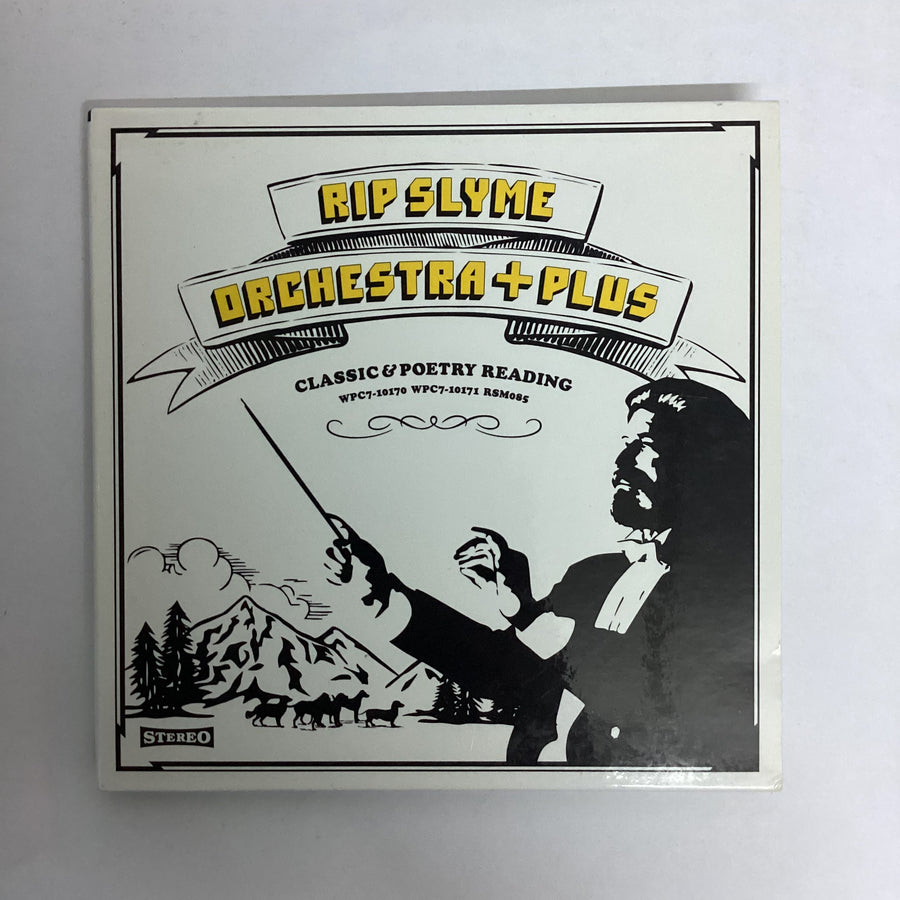 RIP SLYME
ORCHESTRA+PLUS
CLASSIC & POETRY READING
WPC7-10170 WPC7-10171 RSM085
STEREO